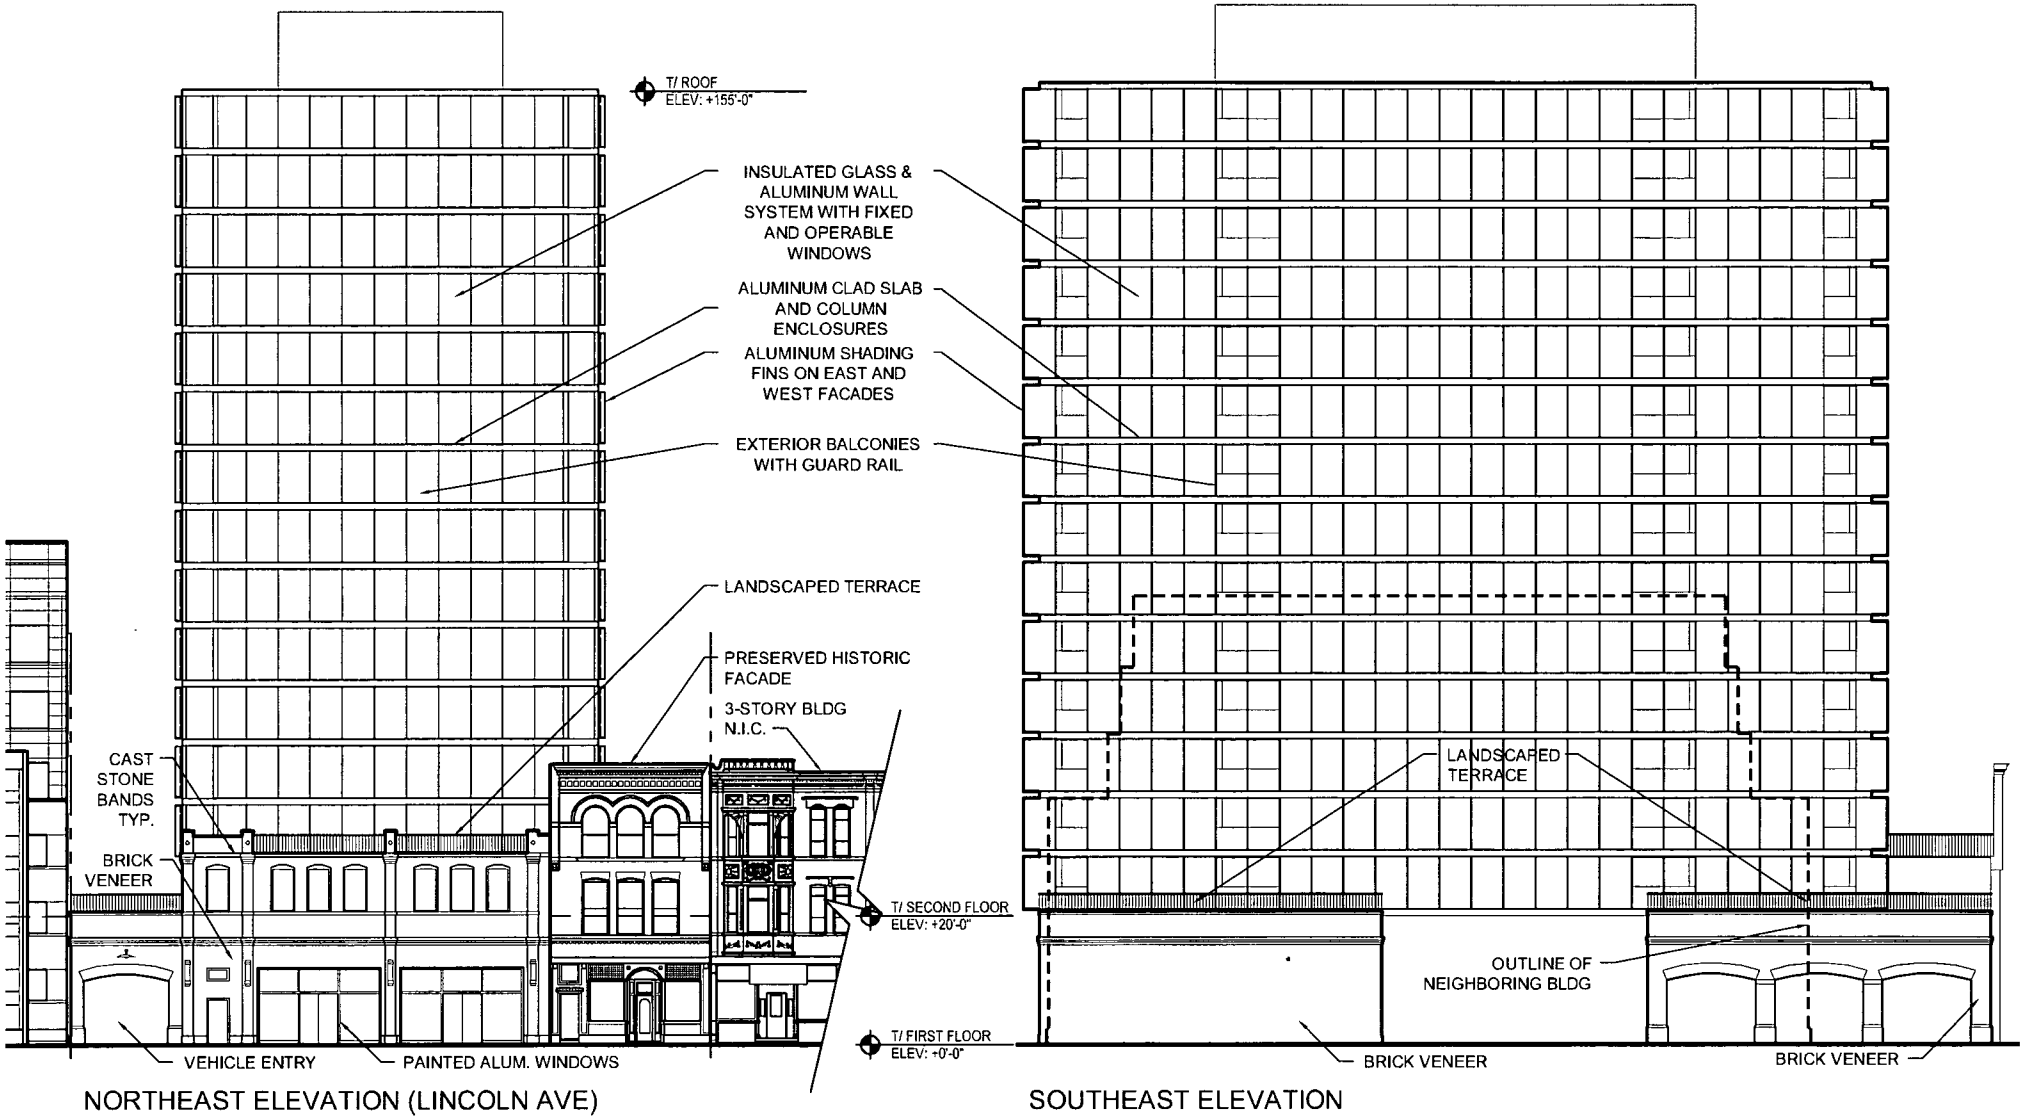 T/ ROOF
ELEV: +155'-0"
INSULATED GLASS &
ALUMINUM WALL
SYSTEM WITH FIXED
AND OPERABLE
WINDOWS
ALUMINUM CLAD SLAB
AND COLUMN
ENCLOSURES
ALUMINUM SHADING
FINS ON EAST AND
WEST FACADES
EXTERIOR BALCONIES
WITH GUARD RAIL
LANDSCAPED TERRACE
PRESERVED HISTORIC
FACADE
3-STORY BLDG
N.I.C.
CAST
STONE
BANDS
TYP.
BRICK
VENEER
LANDSCAPED
TERRACE
T/ SECOND FLOOR
ELEV: +20'-0"
OUTLINE OF
NEIGHBORING BLDG
T/ FIRST FLOOR
ELEV: +0'-0"
VEHICLE ENTRY
PAINTED ALUM. WINDOWS
BRICK VENEER
BRICK VENEER
NORTHEAST ELEVATION (LINCOLN AVE)
SOUTHEAST ELEVATION